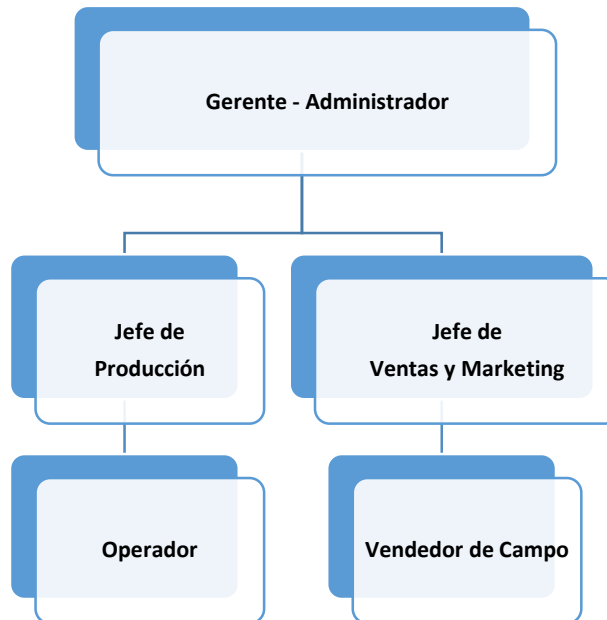 Gerente - Administrador
Jefe de
Producción
Jefe de
Ventas y Marketing
Operador
Vendedor de Campo